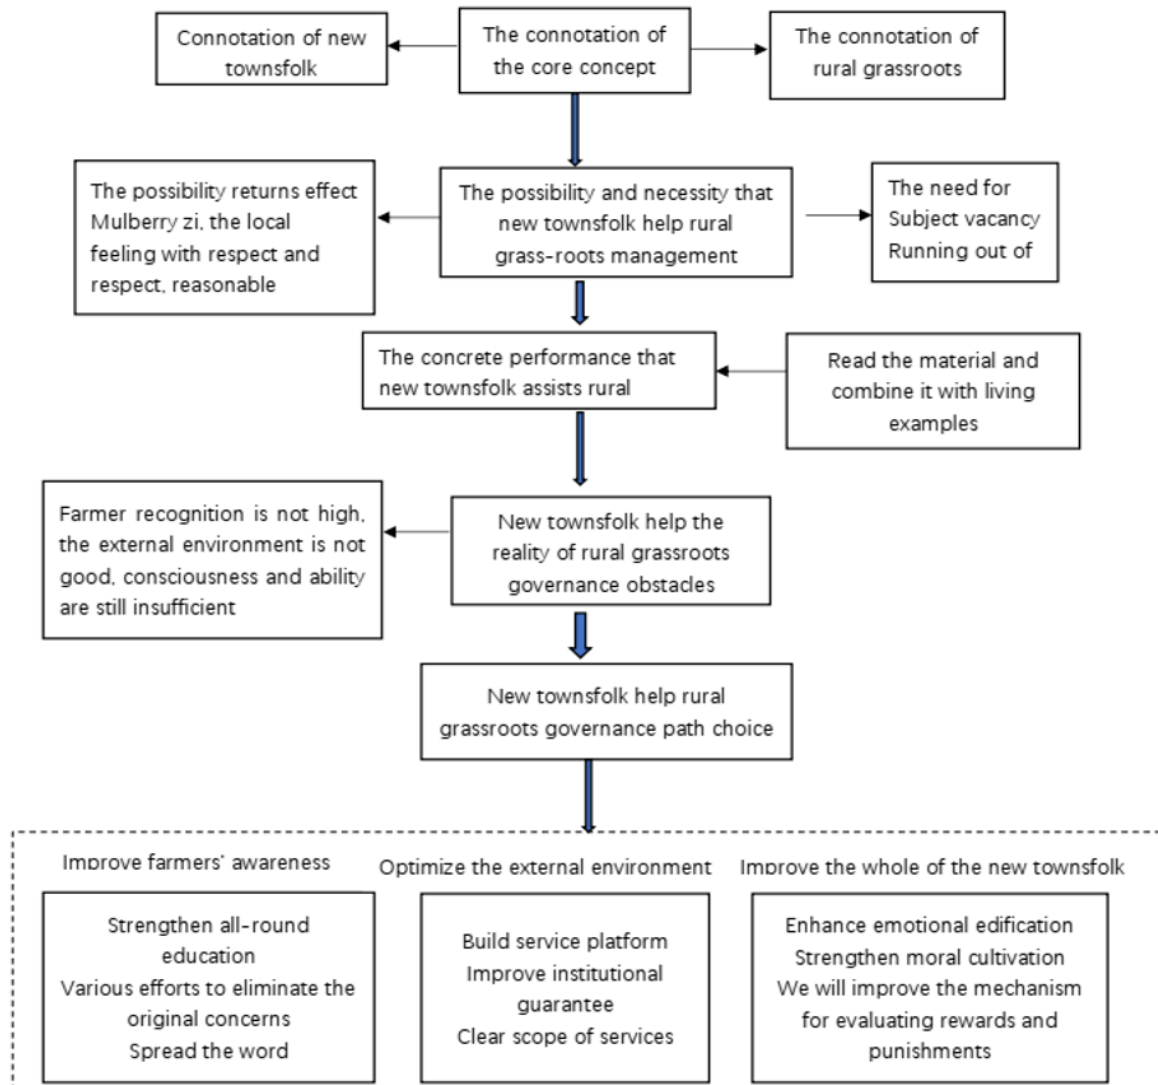 Connotation of new
townsfolk
The connotation of
the core concept
The connotation of
rural grassroots
The possibility returns effect
Mulberry zi, the local
feeling with respect and
respect, reasonable
The possibility and necessity that
new townsfolk help rural
grass-roots management
The need for
Subject vacancy
Running out of
The concrete performance that
new townsfolk assists rural
Read the material and
combine it with living
examples
Farmer recognition is not high,
the external environment is not
good, consciousness and ability
are still insufficient
New townsfolk help the
reality of rural grassroots
governance obstacles
New townsfolk help rural
grassroots governance path choice
Improve farmers' awareness
Strengthen all-round
education
Various efforts to eliminate the
original concerns
Spread the word
Optimize the external environment
Build service platform
Improve institutional
guarantee
Clear scope of services
Improve the whole of the new townsfolk
Enhance emotional edification
Strengthen moral cultivation
We will improve the mechanism
for evaluating rewards and
punishments